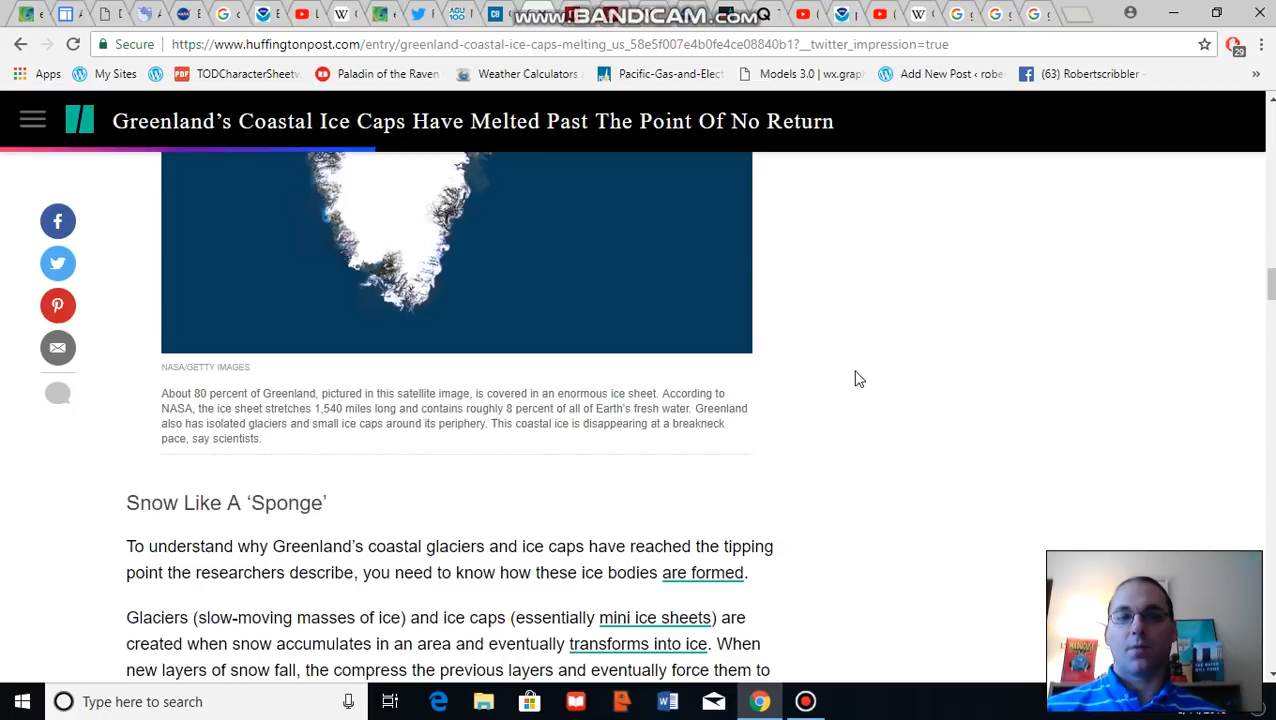 www.BANDICAM.com
Secure https://www.huffingtonpost.com/entry/greenland-coastal-ice-caps-melting_us_58e5f007e4b0fe4ce08840b1?__twitter_impression=true
Apps My Sites TODCharacterSheetv. Paladin of the Raven Weather Calculators Pacific-Gas-and-Elect Models 3.0 | wx.graph Add New Post ‹ robe (63) Robertscribbler »
Greenland's Coastal Ice Caps Have Melted Past The Point Of No Return
NASA/GETTY IMAGES
About 80 percent of Greenland, pictured in this satellite image, is covered in an enormous ice sheet. According to
NASA, the ice sheet stretches 1,540 miles long and contains roughly 8 percent of all of Earth's fresh water. Greenland
also has isolated glaciers and small ice caps around its periphery. This coastal ice is disappearing at a breakneck
pace, say scientists.
Snow Like A 'Sponge'
To understand why Greenland's coastal glaciers and ice caps have reached the tipping
point the researchers describe, you need to know how these ice bodies are formed.
Glaciers (slow-moving masses of ice) and ice caps (essentially mini ice sheets) are
created when snow accumulates in an area and eventually transforms into ice. When
new layers of snow fall, the compress the previous layers and eventually force them to
Type here to search